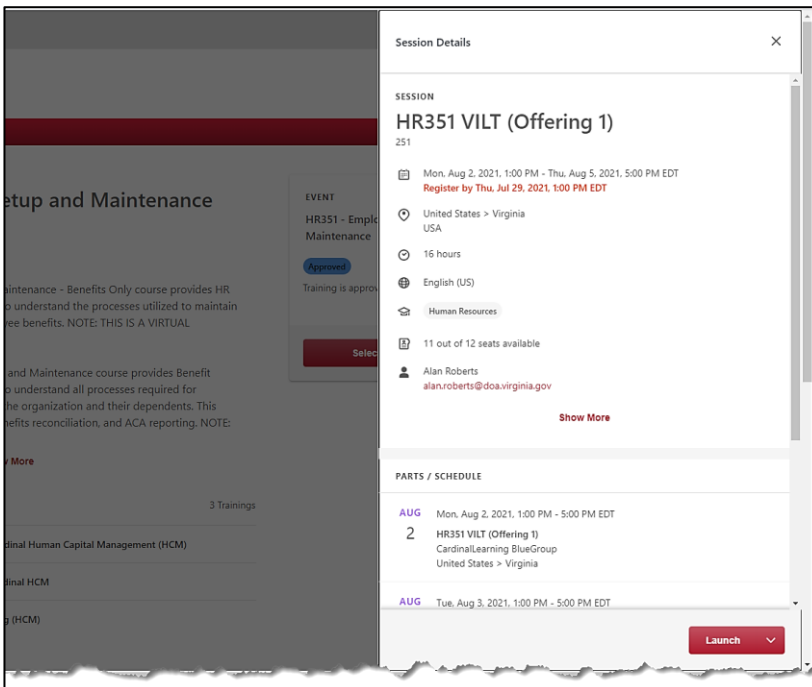 Session Details
SESSION
HR351 VILT (Offering 1)
251
Mon, Aug 2, 2021, 1:00 PM - Thu, Aug 5, 2021, 5:00 PM EDT
Register by Thu, Jul 29, 2021, 1:00 PM EDT
United States > Virginia
USA
16 hours
English (US)
Human Resources
11 out of 12 seats available
Alan Roberts
alan.roberts@doa.virginia.gov
Show More
PARTS / SCHEDULE
AUG
2
Mon, Aug 2, 2021, 1:00 PM - 5:00 PM EDT
HR351 VILT (Offering 1)
CardinalLearning BlueGroup
United States > Virginia
AUG
Tue, Aug 3, 2021, 1:00 PM - 5:00 PM EDT
Launch
etup and Maintenance
aintenance - Benefits Only course provides HR
o understand the processes utilized to maintain
yee benefits. NOTE: THIS IS A VIRTUAL
and Maintenance course provides Benefit
o understand all processes required for
he organization and their dependents. This
nefits reconciliation, and ACA reporting. NOTE:
w More
3 Trainings
dinal Human Capital Management (HCM)
dinal HCM
g (HCM)
EVENT
HR351 - Emplo
Maintenance
Approved
Training is approv
Selec